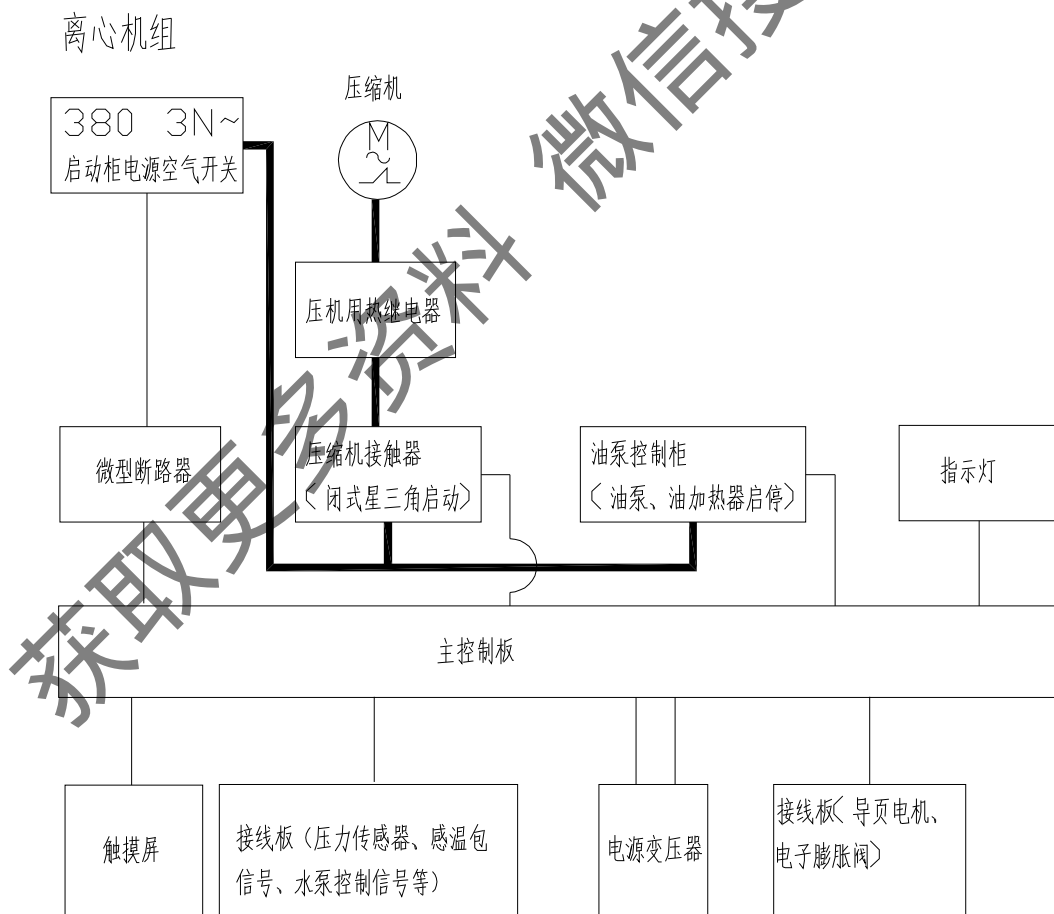 离心机组
压缩机
380 3N~
启动柜电源空气开关
M
压机用热继电器
微型断路器
压缩机接触器
〈闭式星三角启动〉
油泵控制柜
〈油泵、油加热器启停〉
指示灯
主控制板
触摸屏
接线板（压力传感器、感温包
信号、水泵控制信号等）
电源变压器
接线板〈导页电机、
电子膨胀阀〉
获取更多资料 微信搜